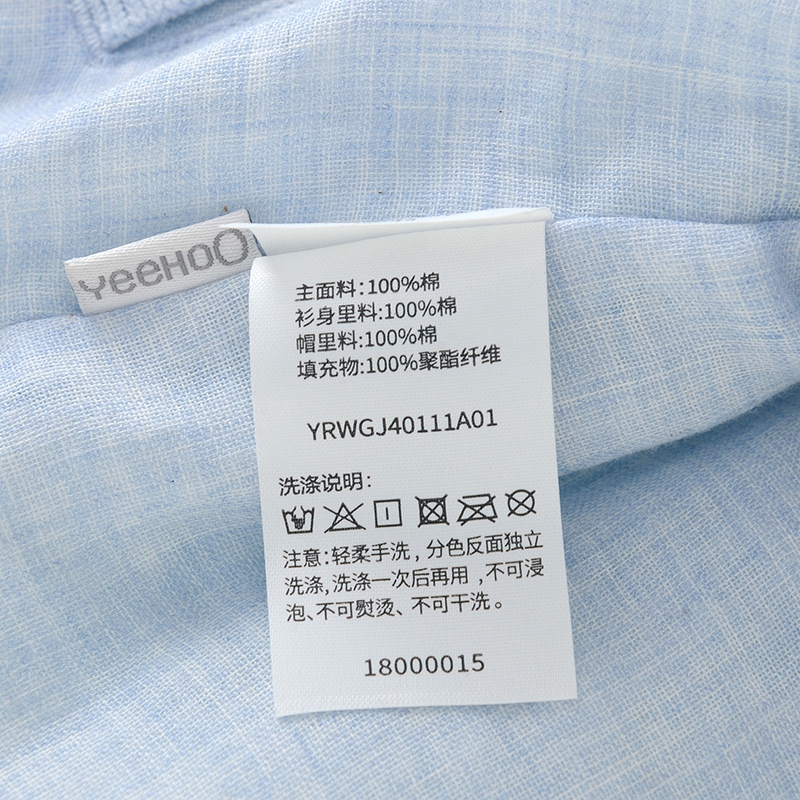 YeeHoO
主面料:100%棉
衫身里料:100%棉
帽里料:100%棉
填充物:100%聚酯纤维
YRWGJ40111A01
洗涤说明:
注意:轻柔手洗,分色反面独立
洗涤,洗涤一次后再用,不可浸
泡、不可熨烫、不可干洗。
18000015